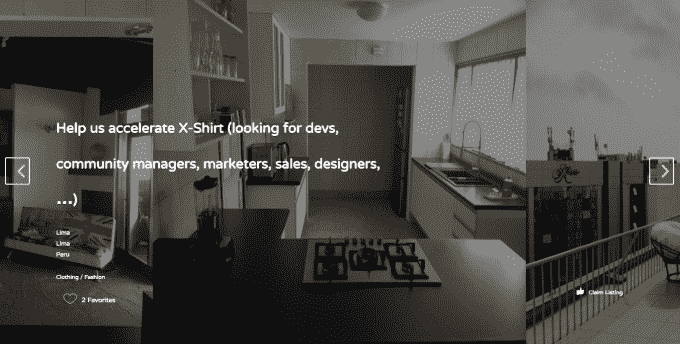 Help us accelerate X-Shirt (looking for devs,
community managers, marketers, sales, designers,
...)
Lima
Lima
Peru
Clothing / Fashion
2 Favorites
Claim Listing